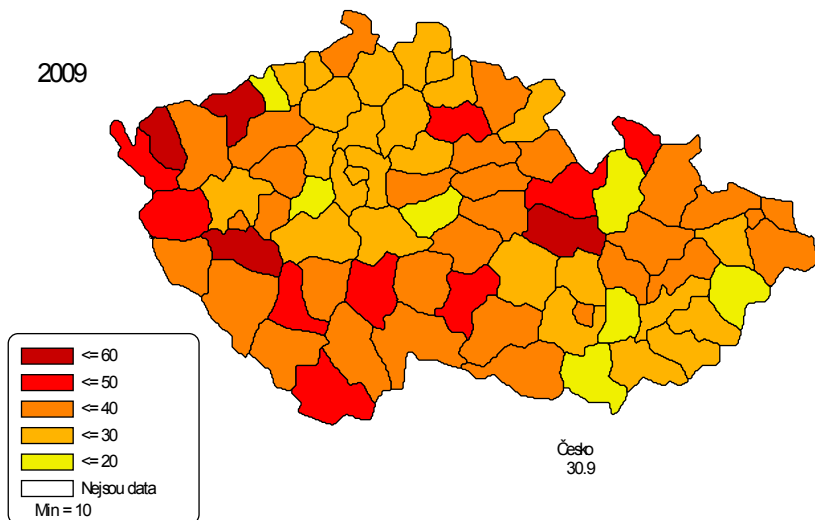 2009
<= 60
<= 50
<= 40
<= 30
<= 20
Nejsou data
Min = 10
Česko
30.9